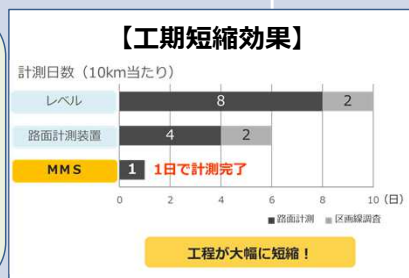 【工期短縮効果】
計測日数（10km当たり）
レベル
8
2
路面計測装置
4
2
MMS
1
1日で計測完了
0 2 4 6 8 10（日）
■路面計測 ■区画線調査
工程が大幅に短縮！